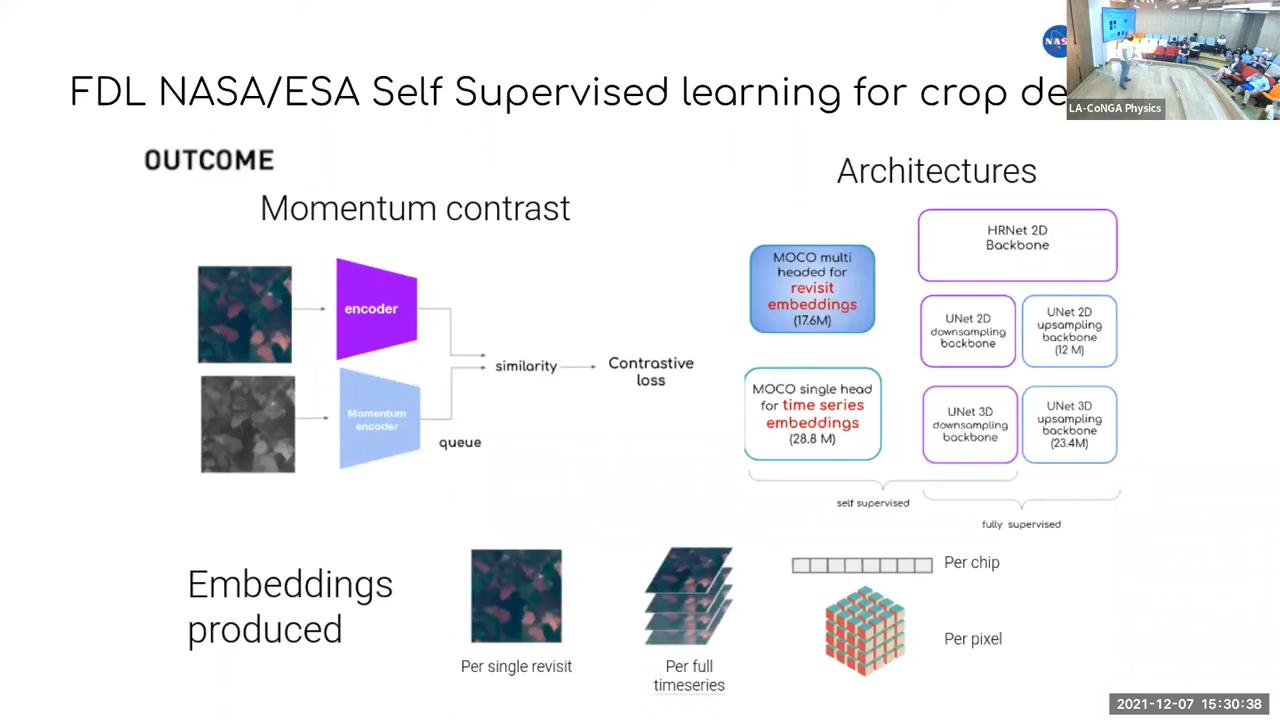 NAS
LA-CoNGA Physics
FDL NASA/ESA Self Supervised learning for crop de
OUTCOME
Momentum contrast
encoder
Momentum
encoder
queue
similarity
Contrastive
loss
Architectures
MOCO multi
headed for
revisit
embeddings
(17.6M)
HRNet 2D
Backbone
UNet 2D
downsampling
backbone
UNet 2D
upsampling
backbone
(12 M)
MOCO single head
for time series
embeddings
(28.8 M)
UNet 3D
downsampling
backbone
UNet 3D
upsampling
backbone
(23.4M)
self supervised
fully supervised
Embeddings
produced
Per single revisit
Per full
timeseries
Per chip
Per pixel
2021-12-07 15:30:38